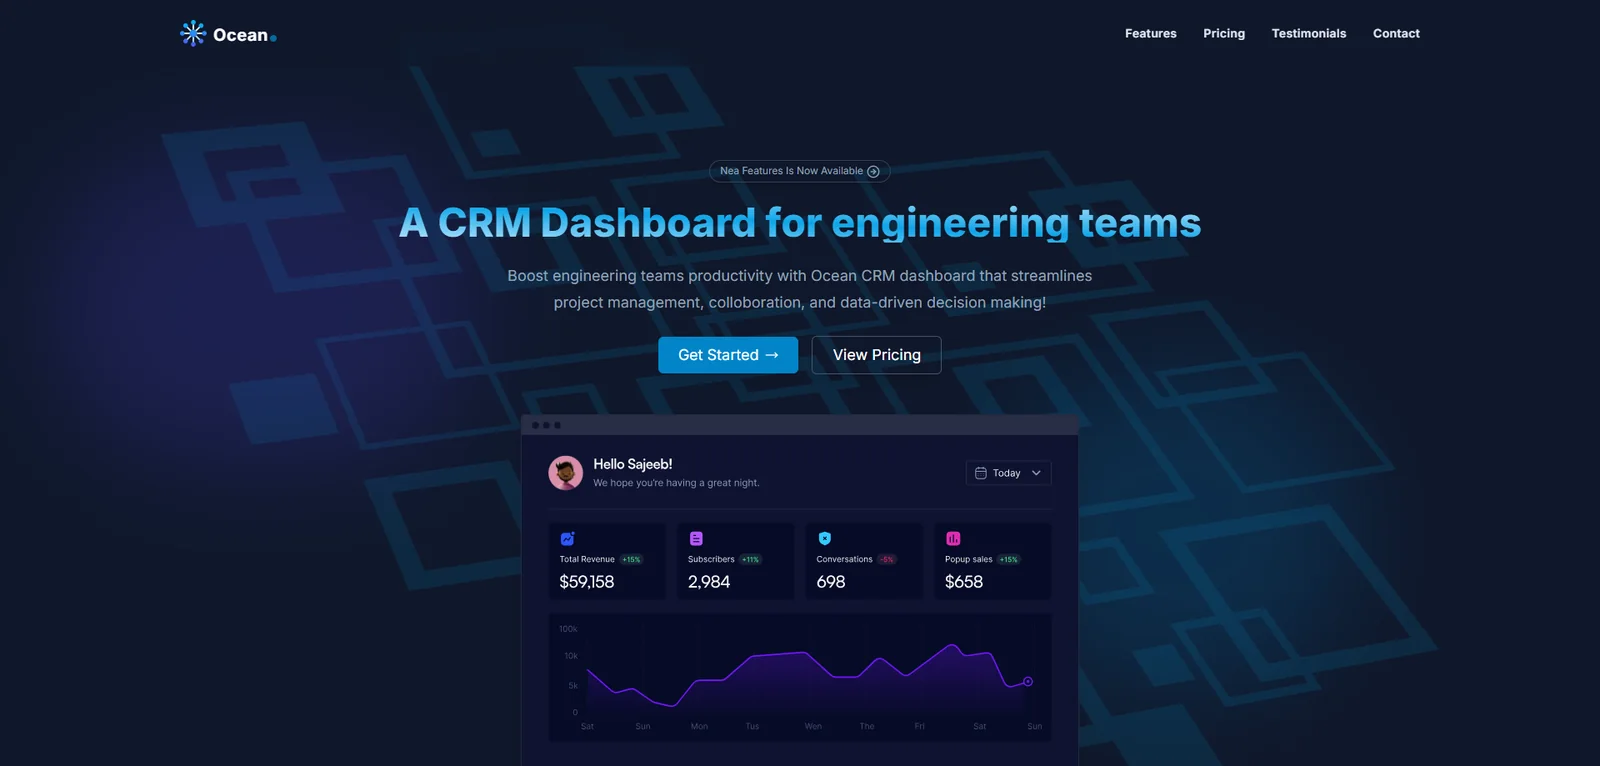 Ocean
Features Pricing Testimonials Contact
Nea Features Is Now Available
A CRM Dashboard for engineering teams
Boost engineering teams productivity with Ocean CRM dashboard that streamlines
project management, colloboration, and data-driven decision making!
Get Started → View Pricing
Hello Sajeeb!
We hope you're having a great night.
Today
Total Revenue +15%
$59,158
Subscribers +11%
2,984
Conversations -5%
698
Popup sales +15%
$658
100k
10k
5k
0
Sat Sun Mon Tus Wen The Fri Sat Sun